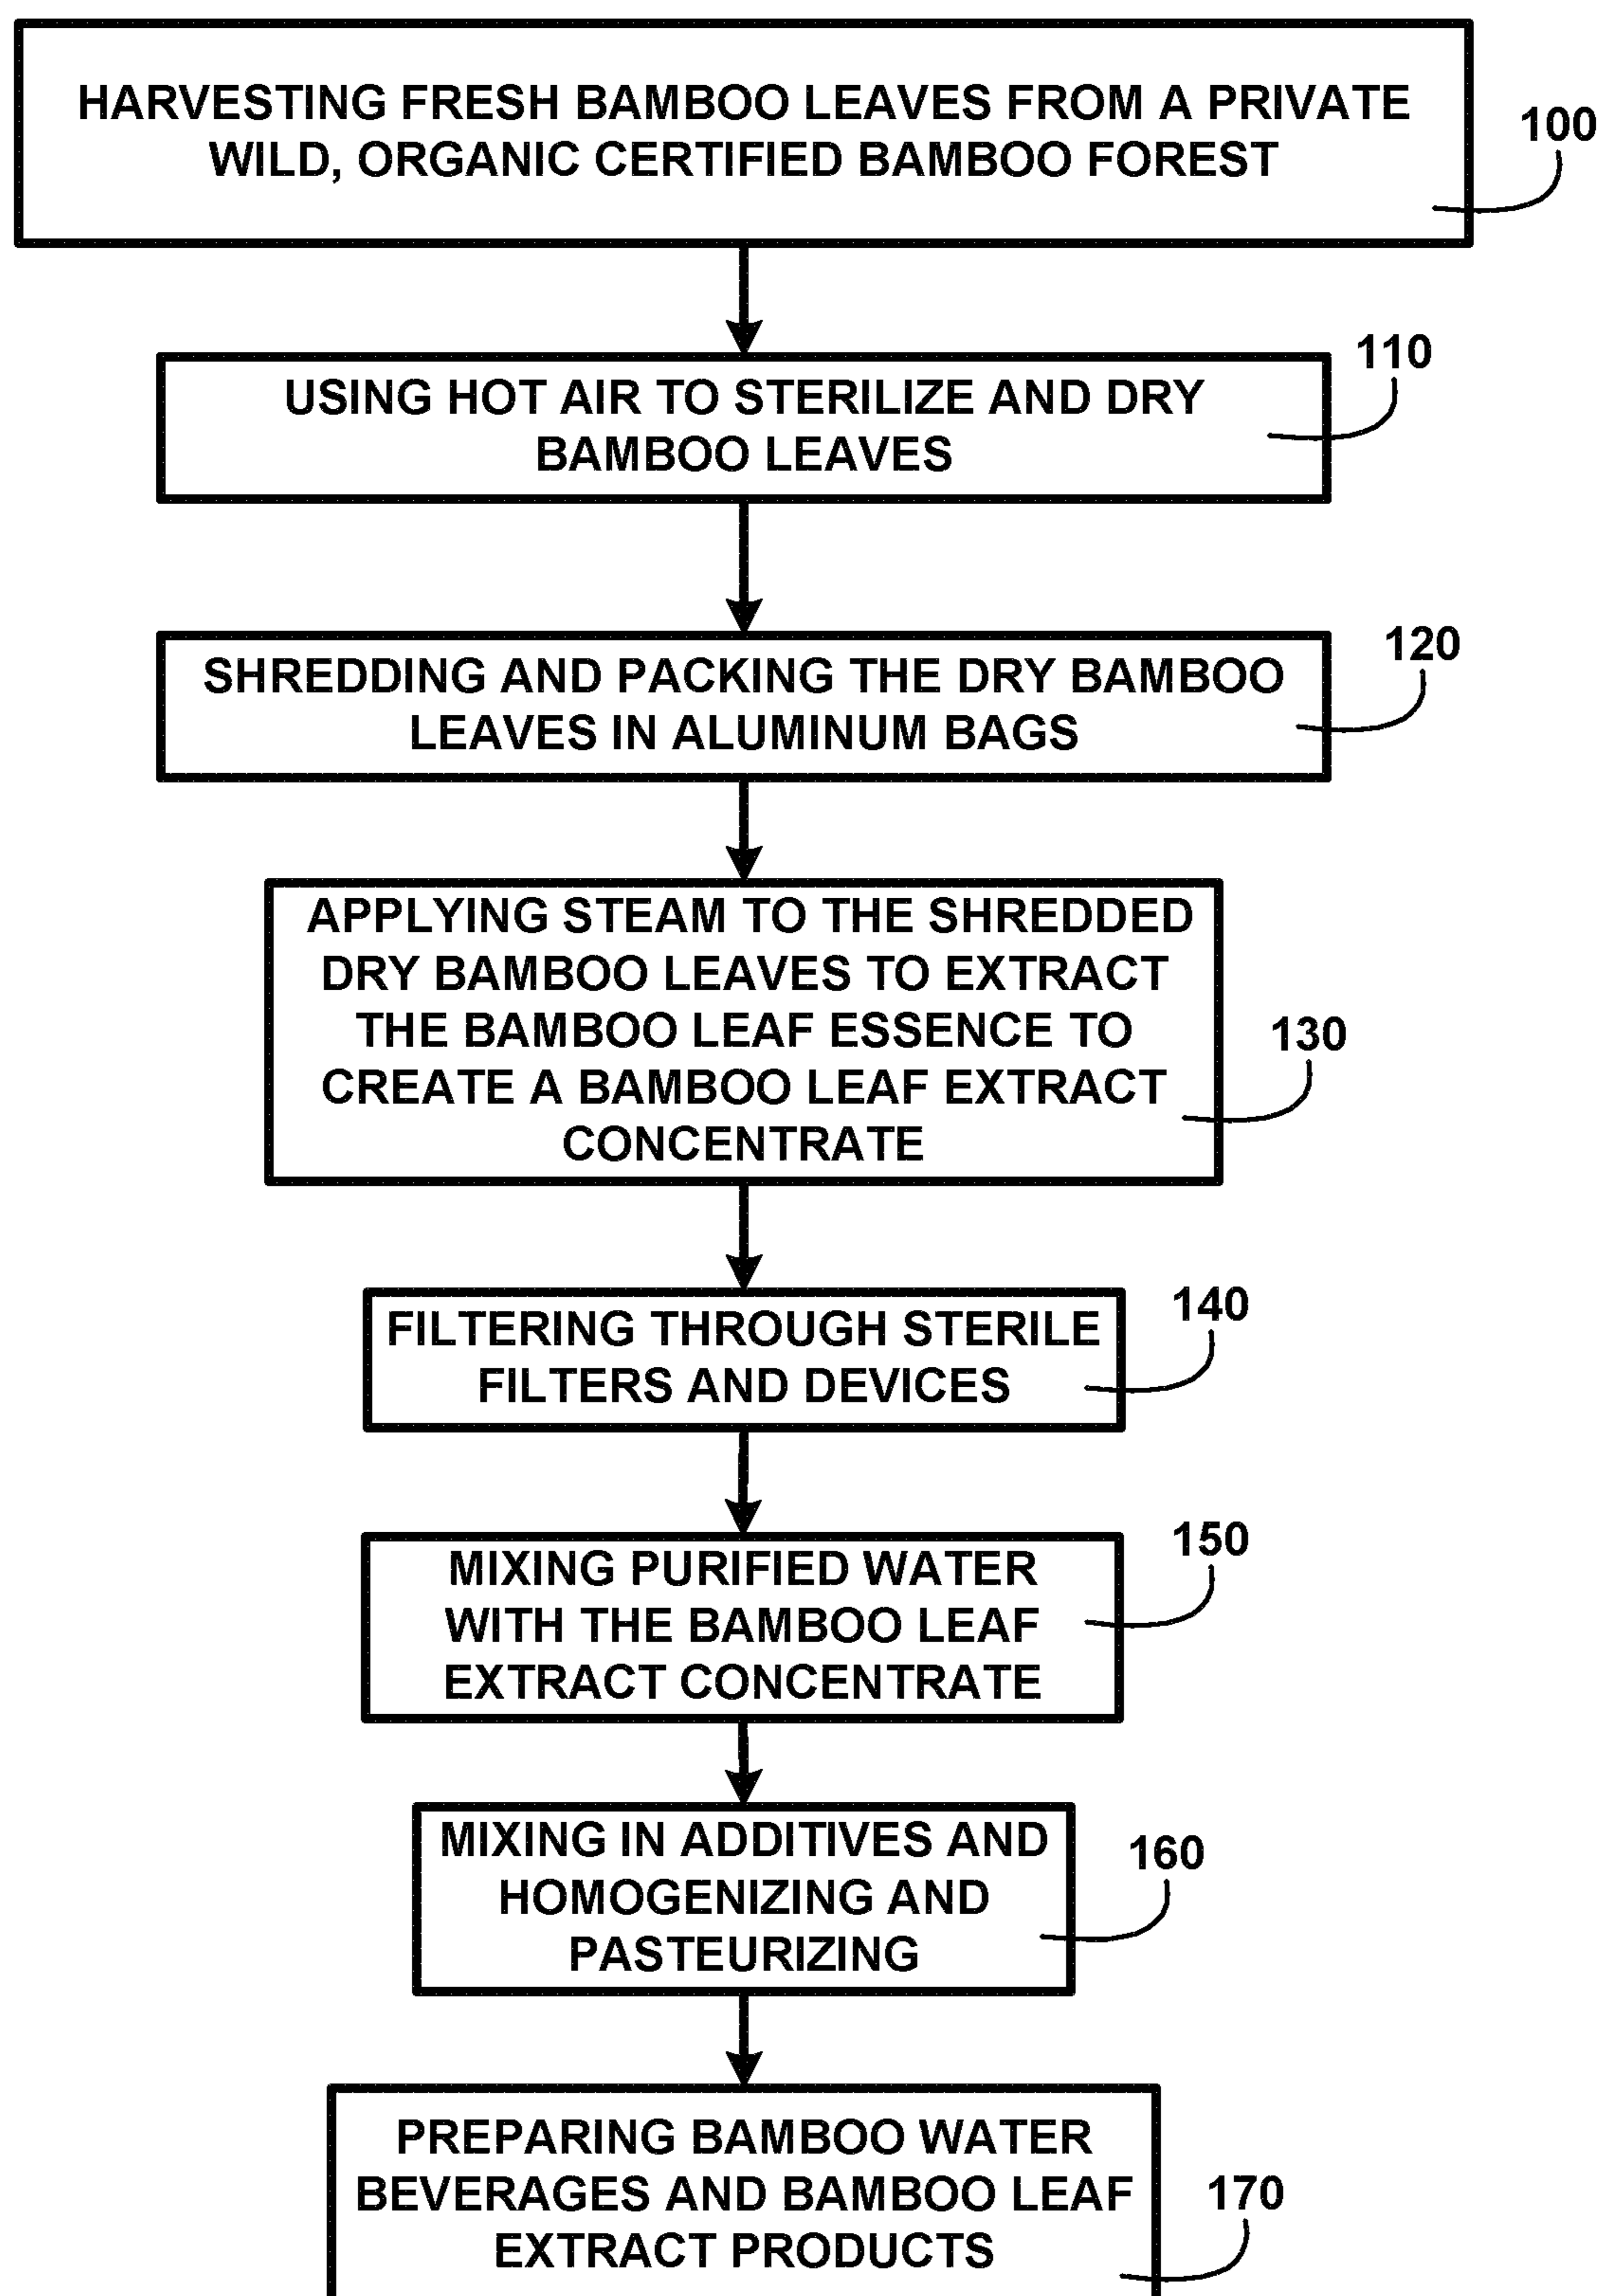 HARVESTING FRESH BAMBOO LEAVES FROM A PRIVATE
WILD, ORGANIC CERTIFIED BAMBOO FOREST
100
USING HOT AIR TO STERILIZE AND DRY
BAMBOO LEAVES
110
SHREDDING AND PACKING THE DRY BAMBOO
LEAVES IN ALUMINUM BAGS
120
APPLYING STEAM TO THE SHREDDED
DRY BAMBOO LEAVES TO EXTRACT
THE BAMBOO LEAF ESSENCE TO
CREATE A BAMBOO LEAF EXTRACT
CONCENTRATE
130
FILTERING THROUGH STERILE
FILTERS AND DEVICES
140
MIXING PURIFIED WATER
WITH THE BAMBOO LEAF
EXTRACT CONCENTRATE
150
MIXING IN ADDITIVES AND
HOMOGENIZING AND
PASTEURIZING
160
PREPARING BAMBOO WATER
BEVERAGES AND BAMBOO LEAF
EXTRACT PRODUCTS
170